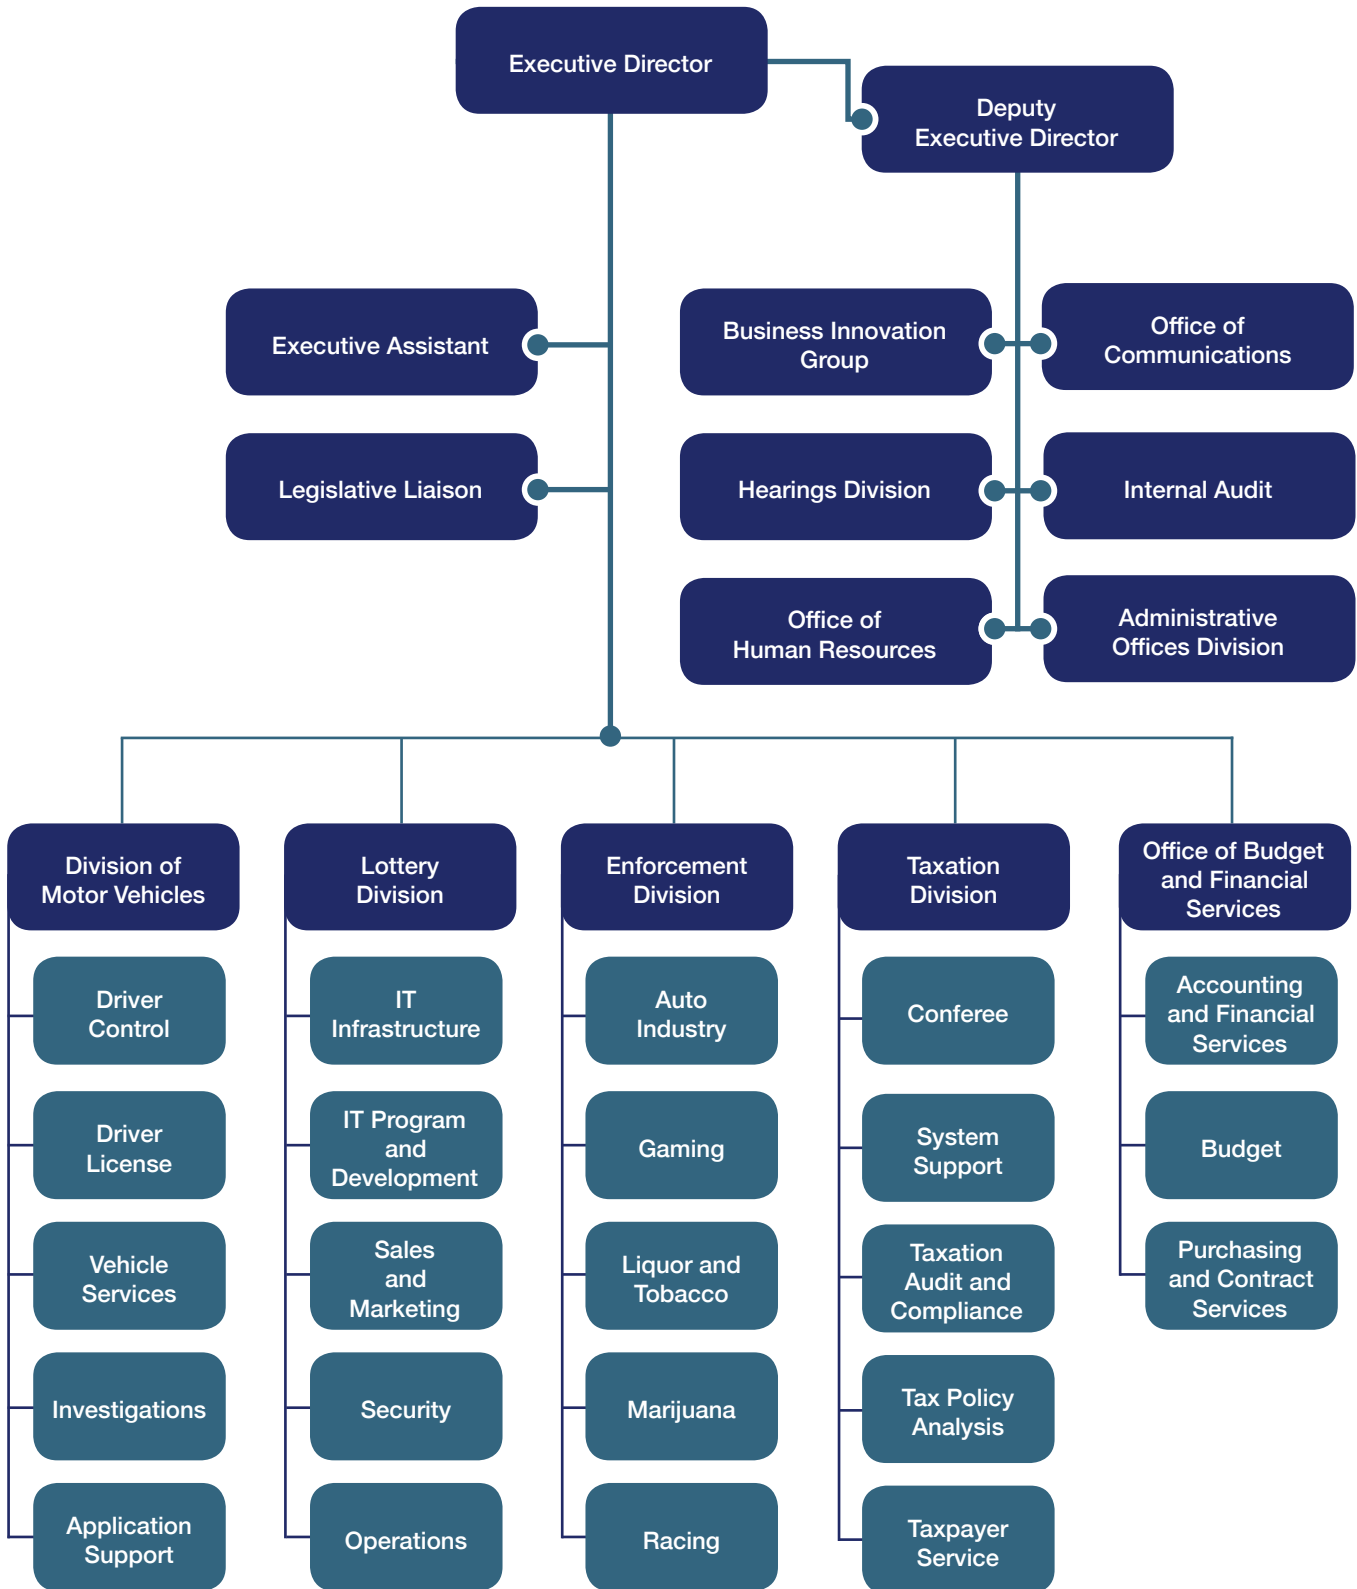 Executive Director
Deputy
Executive Director
Executive Assistant
Business Innovation
Group
Office of
Communications
Legislative Liaison
Hearings Division
Internal Audit
Office of
Human Resources
Administrative
Offices Division
Division of
Motor Vehicles
Driver
Control
Driver
License
Vehicle
Services
Investigations
Application
Support
Lottery
Division
IT
Infrastructure
IT Program
and
Development
Sales
and
Marketing
Security
Operations
Enforcement
Division
Auto
Industry
Gaming
Liquor and
Tobacco
Marijuana
Racing
Taxation
Division
Conferee
System
Support
Taxation
Audit and
Compliance
Tax Policy
Analysis
Taxpayer
Service
Office of Budget
and Financial
Services
Accounting
and Financial
Services
Budget
Purchasing
and Contract
Services